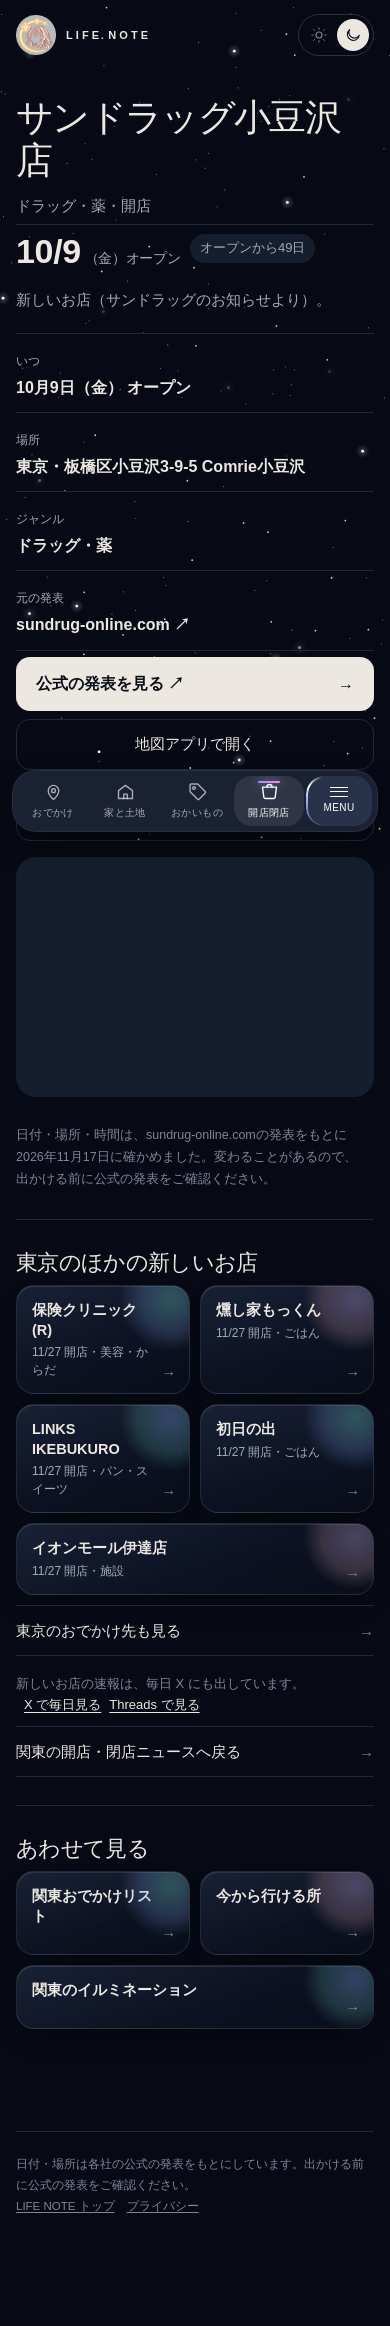 LIFE.NOTE
サンドラッグ小豆沢
店
ドラッグ・薬・開店
10/9（金）オープン オープンから49日
新しいお店（サンドラッグのお知らせより）。
いつ
10月9日（金） オープン
場所
東京・板橋区小豆沢3-9-5 Comrie小豆沢
ジャンル
ドラッグ・薬
元の発表
sundrug-online.com ↗
公式の発表を見る ↗ →
地図アプリで開く
おでかけ 家と土地 おかいもの 開店閉店 MENU
日付・場所・時間は、sundrug-online.comの発表をもとに
2026年11月17日に確かめました。変わることがあるので、
出かける前に公式の発表をご確認ください。
東京のほかの新しいお店
保険クリニック
(R)
11/27 開店・美容・か
らだ →
燻し家もっくん
11/27 開店・ごはん
→
LINKS
IKEBUKURO
11/27 開店・パン・ス
イーツ →
初日の出
11/27 開店・ごはん
→
イオンモール伊達店
11/27 開店・施設 →
東京のおでかけ先も見る →
新しいお店の速報は、毎日 X にも出しています。
X で毎日見る Threads で見る
関東の開店・閉店ニュースへ戻る →
あわせて見る
関東おでかけリス
ト →
今から行ける所
→
関東のイルミネーション
→
日付・場所は各社の公式の発表をもとにしています。出かける前
に公式の発表をご確認ください。
LIFE NOTE トップ プライバシー